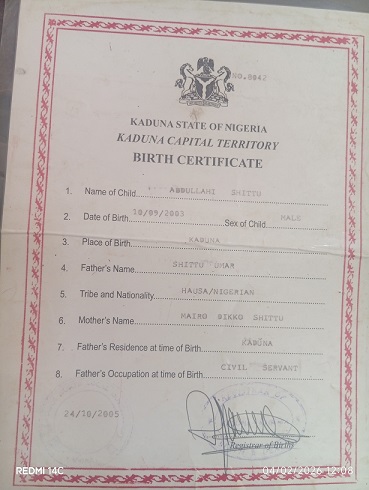 NO.0042
KADUNA STATE OF NIGERIA
KADUNA CAPITAL TERRITORY
BIRTH CERTIFICATE
1. Name of Child ABDULLAHI SHITTU
2. Date of Birth 10/09/2003 Sex of Child MALE
3. Place of Birth KADUNA
4. Father's Name SHITTU UMAR
5. Tribe and Nationality HAUSA/NIGERIAN
6. Mother's Name MAIRO BIKKO SHITTU
7. Father's Residence at time of Birth KADUNA
8. Father's Occupation at time of Birth CIVIL SERVANT
24/10/2005
Registrar of Births
REDMI 14C
04/02/2026 12:08